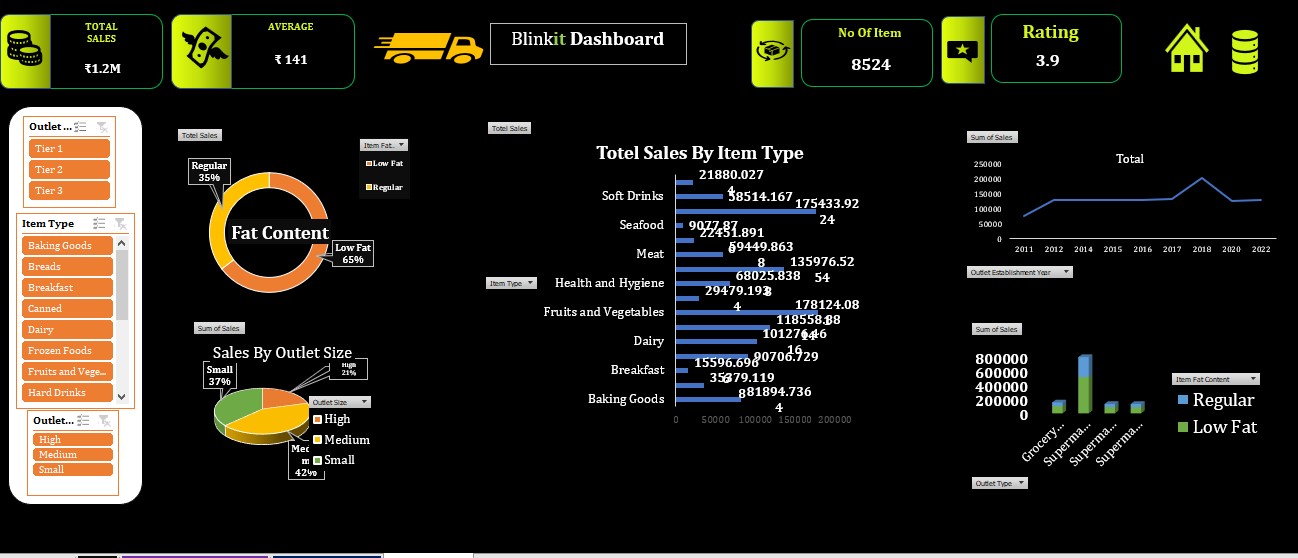 TOTAL
SALES
₹1.2M
AVERAGE
₹ 141
Blinkit Dashboard
No Of Item
8524
Rating
3.9
Outlet ...
Tier 1
Tier 2
Tier 3
Item Type
Baking Goods
Breads
Breakfast
Canned
Dairy
Frozen Foods
Fruits and Vege...
Hard Drinks
Outlet...
High
Medium
Small
Totel Sales
Item Fat..
Low Fat
Regular
Regular
35%
Fat Content
Low Fat
65%
Sum of Sales
Sales By Outlet Size
Small
37%
High
21%
Outlet Size
High
Medium
Small
42%
Totel Sales
Totel Sales By Item Type
Item Type
21880.027
4
Soft Drinks
58514.167
175433.92
24
Seafood
9077.87
22451.891
Meat
59449.863
8
135976.52
54
Health and Hygiene
68025.838
29479.193
4
Fruits and Vegetables
178124.08
118558.88
Dairy
101276.46
16
90706.729
Breakfast
15596.696
35379.119
Baking Goods
81894.736
4
0 50000 100000 150000 200000
Sum of Sales
Total
250000
200000
150000
100000
50000
0
2011 2012 2014 2015 2016 2017 2018 2020 2022
Outlet Establishment Year
Sum of Sales
800000
600000
400000
200000
0
Grocery...
Superma...
Superma...
Superma...
Item Fat Content
Regular
Low Fat
Outlet Type